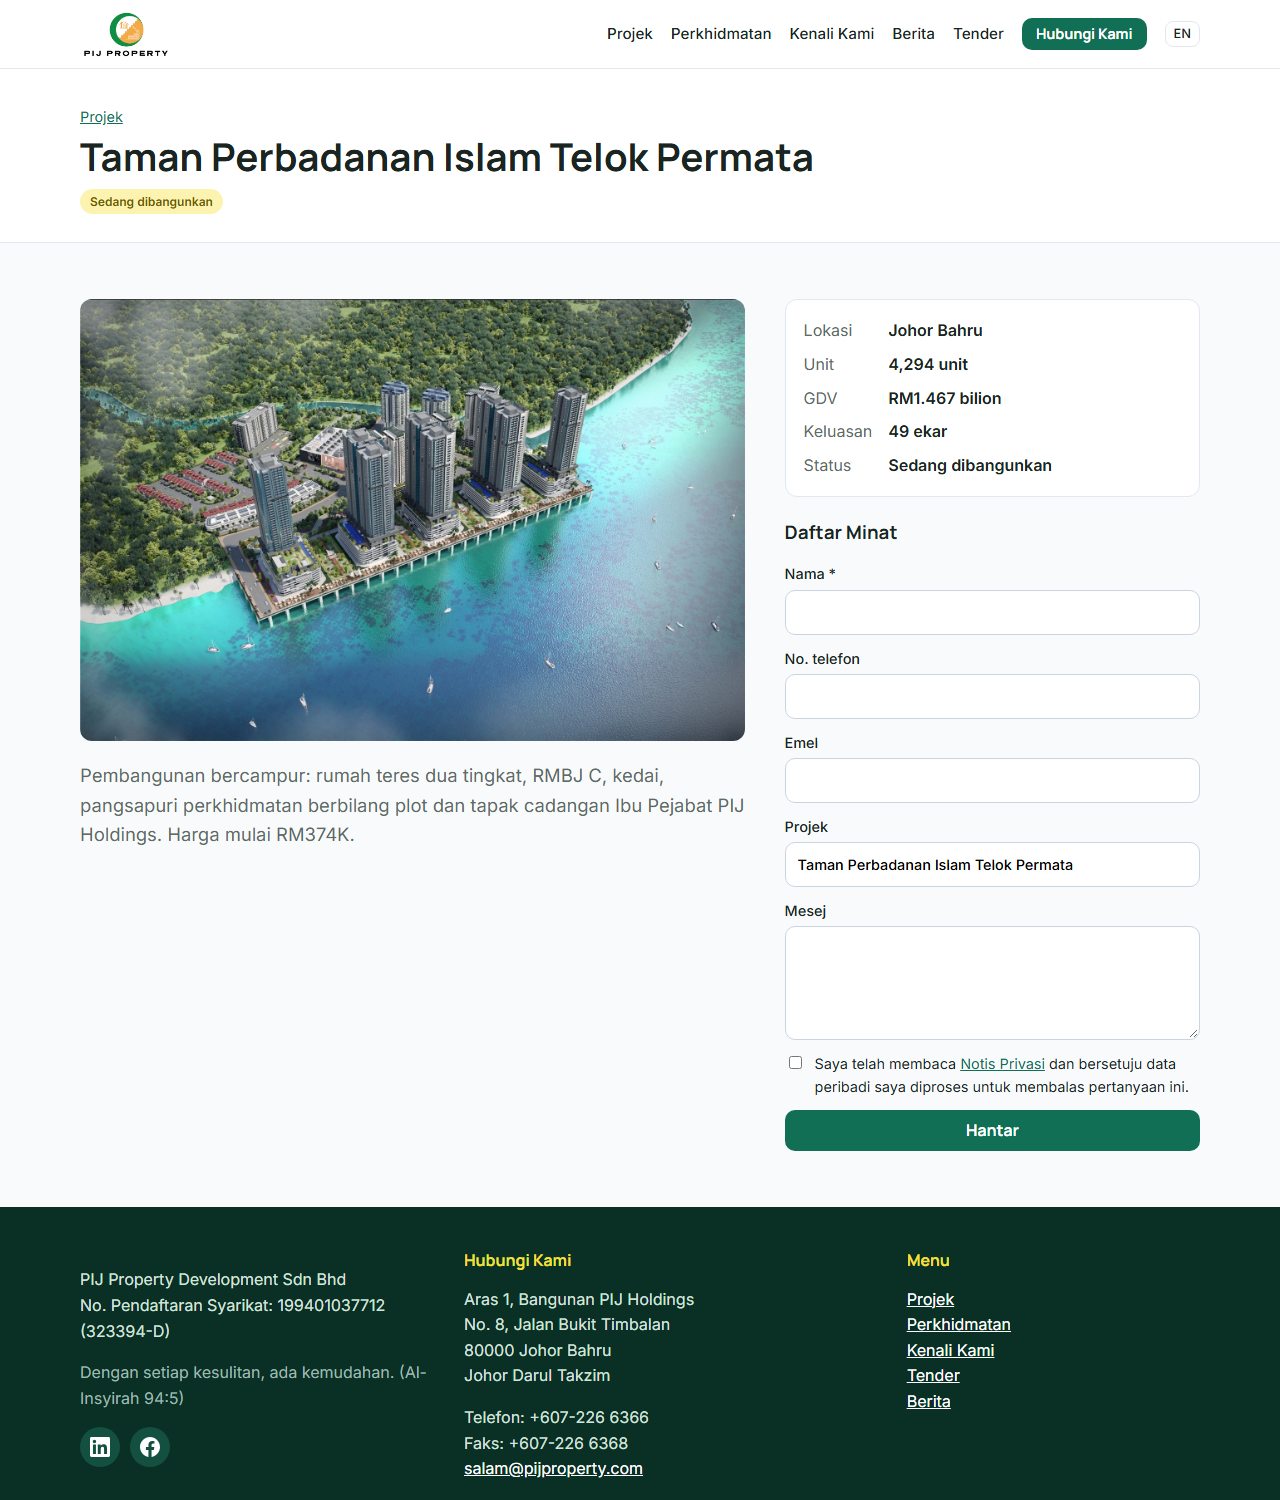 PIJ PROPERTY
Projek
Perkhidmatan
Kenali Kami
Berita
Tender
Hubungi Kami
EN
Projek
Taman Perbadanan Islam Telok Permata
Sedang dibangunkan
Lokasi Johor Bahru
Unit 4,294 unit
GDV RM1.467 bilion
Keluasan 49 ekar
Status Sedang dibangunkan
Pembangunan bercampur: rumah teres dua tingkat, RMBJ C, kedai,
pangsapuri perkhidmatan berbilang plot dan tapak cadangan Ibu Pejabat PIJ
Holdings. Harga mulai RM374K.
Daftar Minat
Nama *
No. telefon
Emel
Projek
Taman Perbadanan Islam Telok Permata
Mesej
Saya telah membaca Notis Privasi dan bersetuju data
peribadi saya diproses untuk membalas pertanyaan ini.
Hantar
PIJ Property Development Sdn Bhd
No. Pendaftaran Syarikat: 199401037712
(323394-D)
Dengan setiap kesulitan, ada kemudahan. (Al-
Insyirah 94:5)
Hubungi Kami
Aras 1, Bangunan PIJ Holdings
No. 8, Jalan Bukit Timbalan
80000 Johor Bahru
Johor Darul Takzim
Telefon: +607-226 6366
Faks: +607-226 6368
salam@pijproperty.com
Menu
Projek
Perkhidmatan
Kenali Kami
Tender
Berita